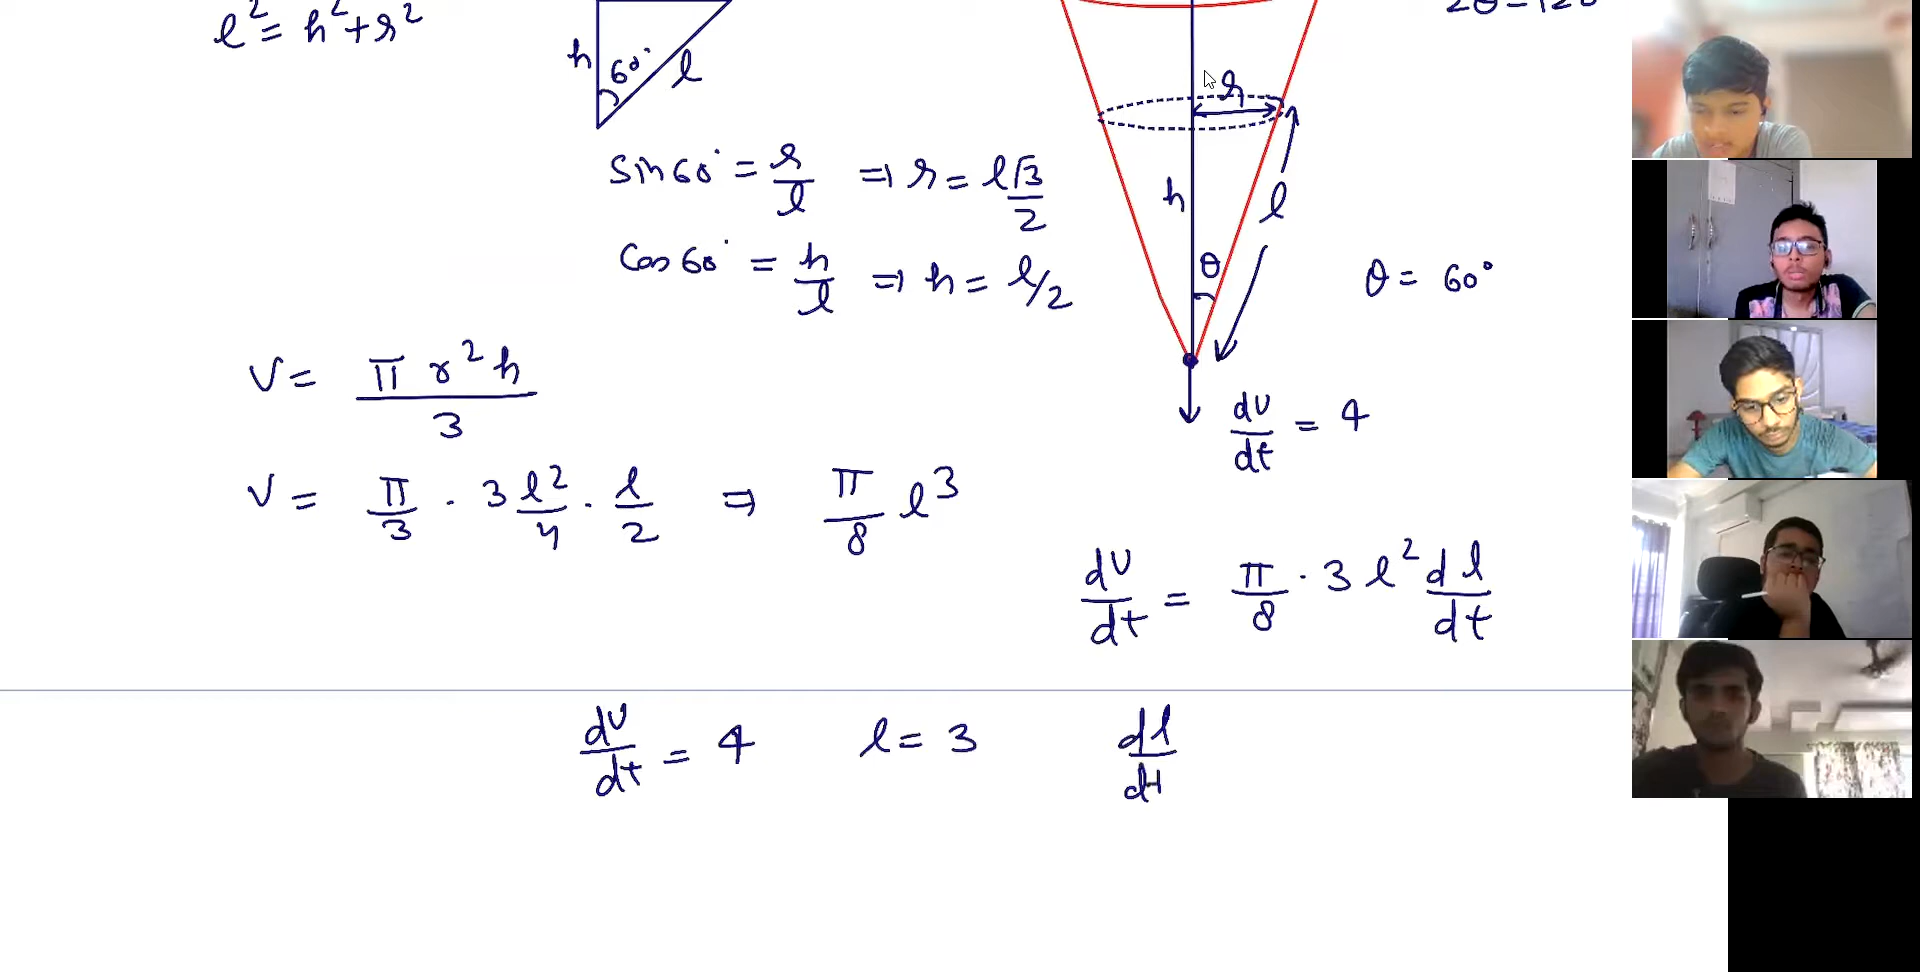 l² = h² + r²
2θ = 120
h 60° l
r
sin 60° = r/l ⇒ r = l√3/2
h l
cos 60° = h/l ⇒ h = l/2
θ
θ = 60°
V = πr²h/3
dV/dt = 4
V = π/3 · 3l²/4 · l/2 ⇒ π/8 l³
dV/dt = π/8 · 3l² dl/dt
dV/dt = 4 l = 3 dl/dt